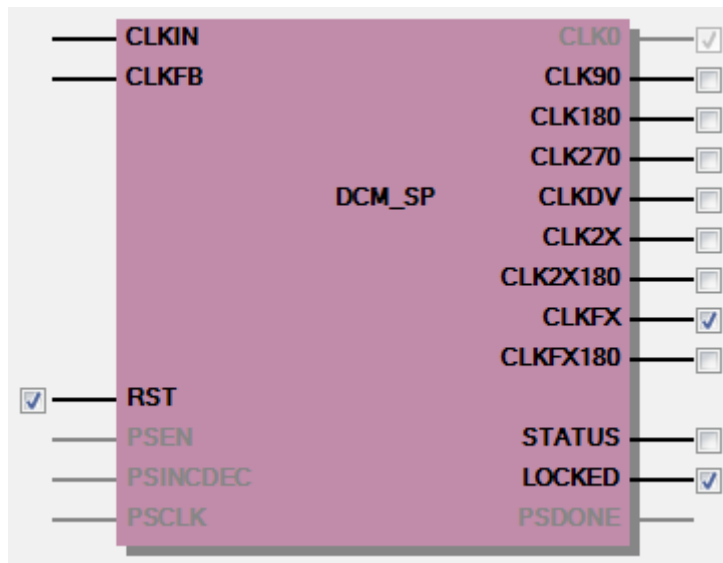 CLKIN CLK0
CLKFB CLK90
CLK180
CLK270
DCM_SP CLKDV
CLK2X
CLK2X180
CLKFX
CLKFX180
RST
PSEN STATUS
PSINCDEC LOCKED
PSCLK PSDONE